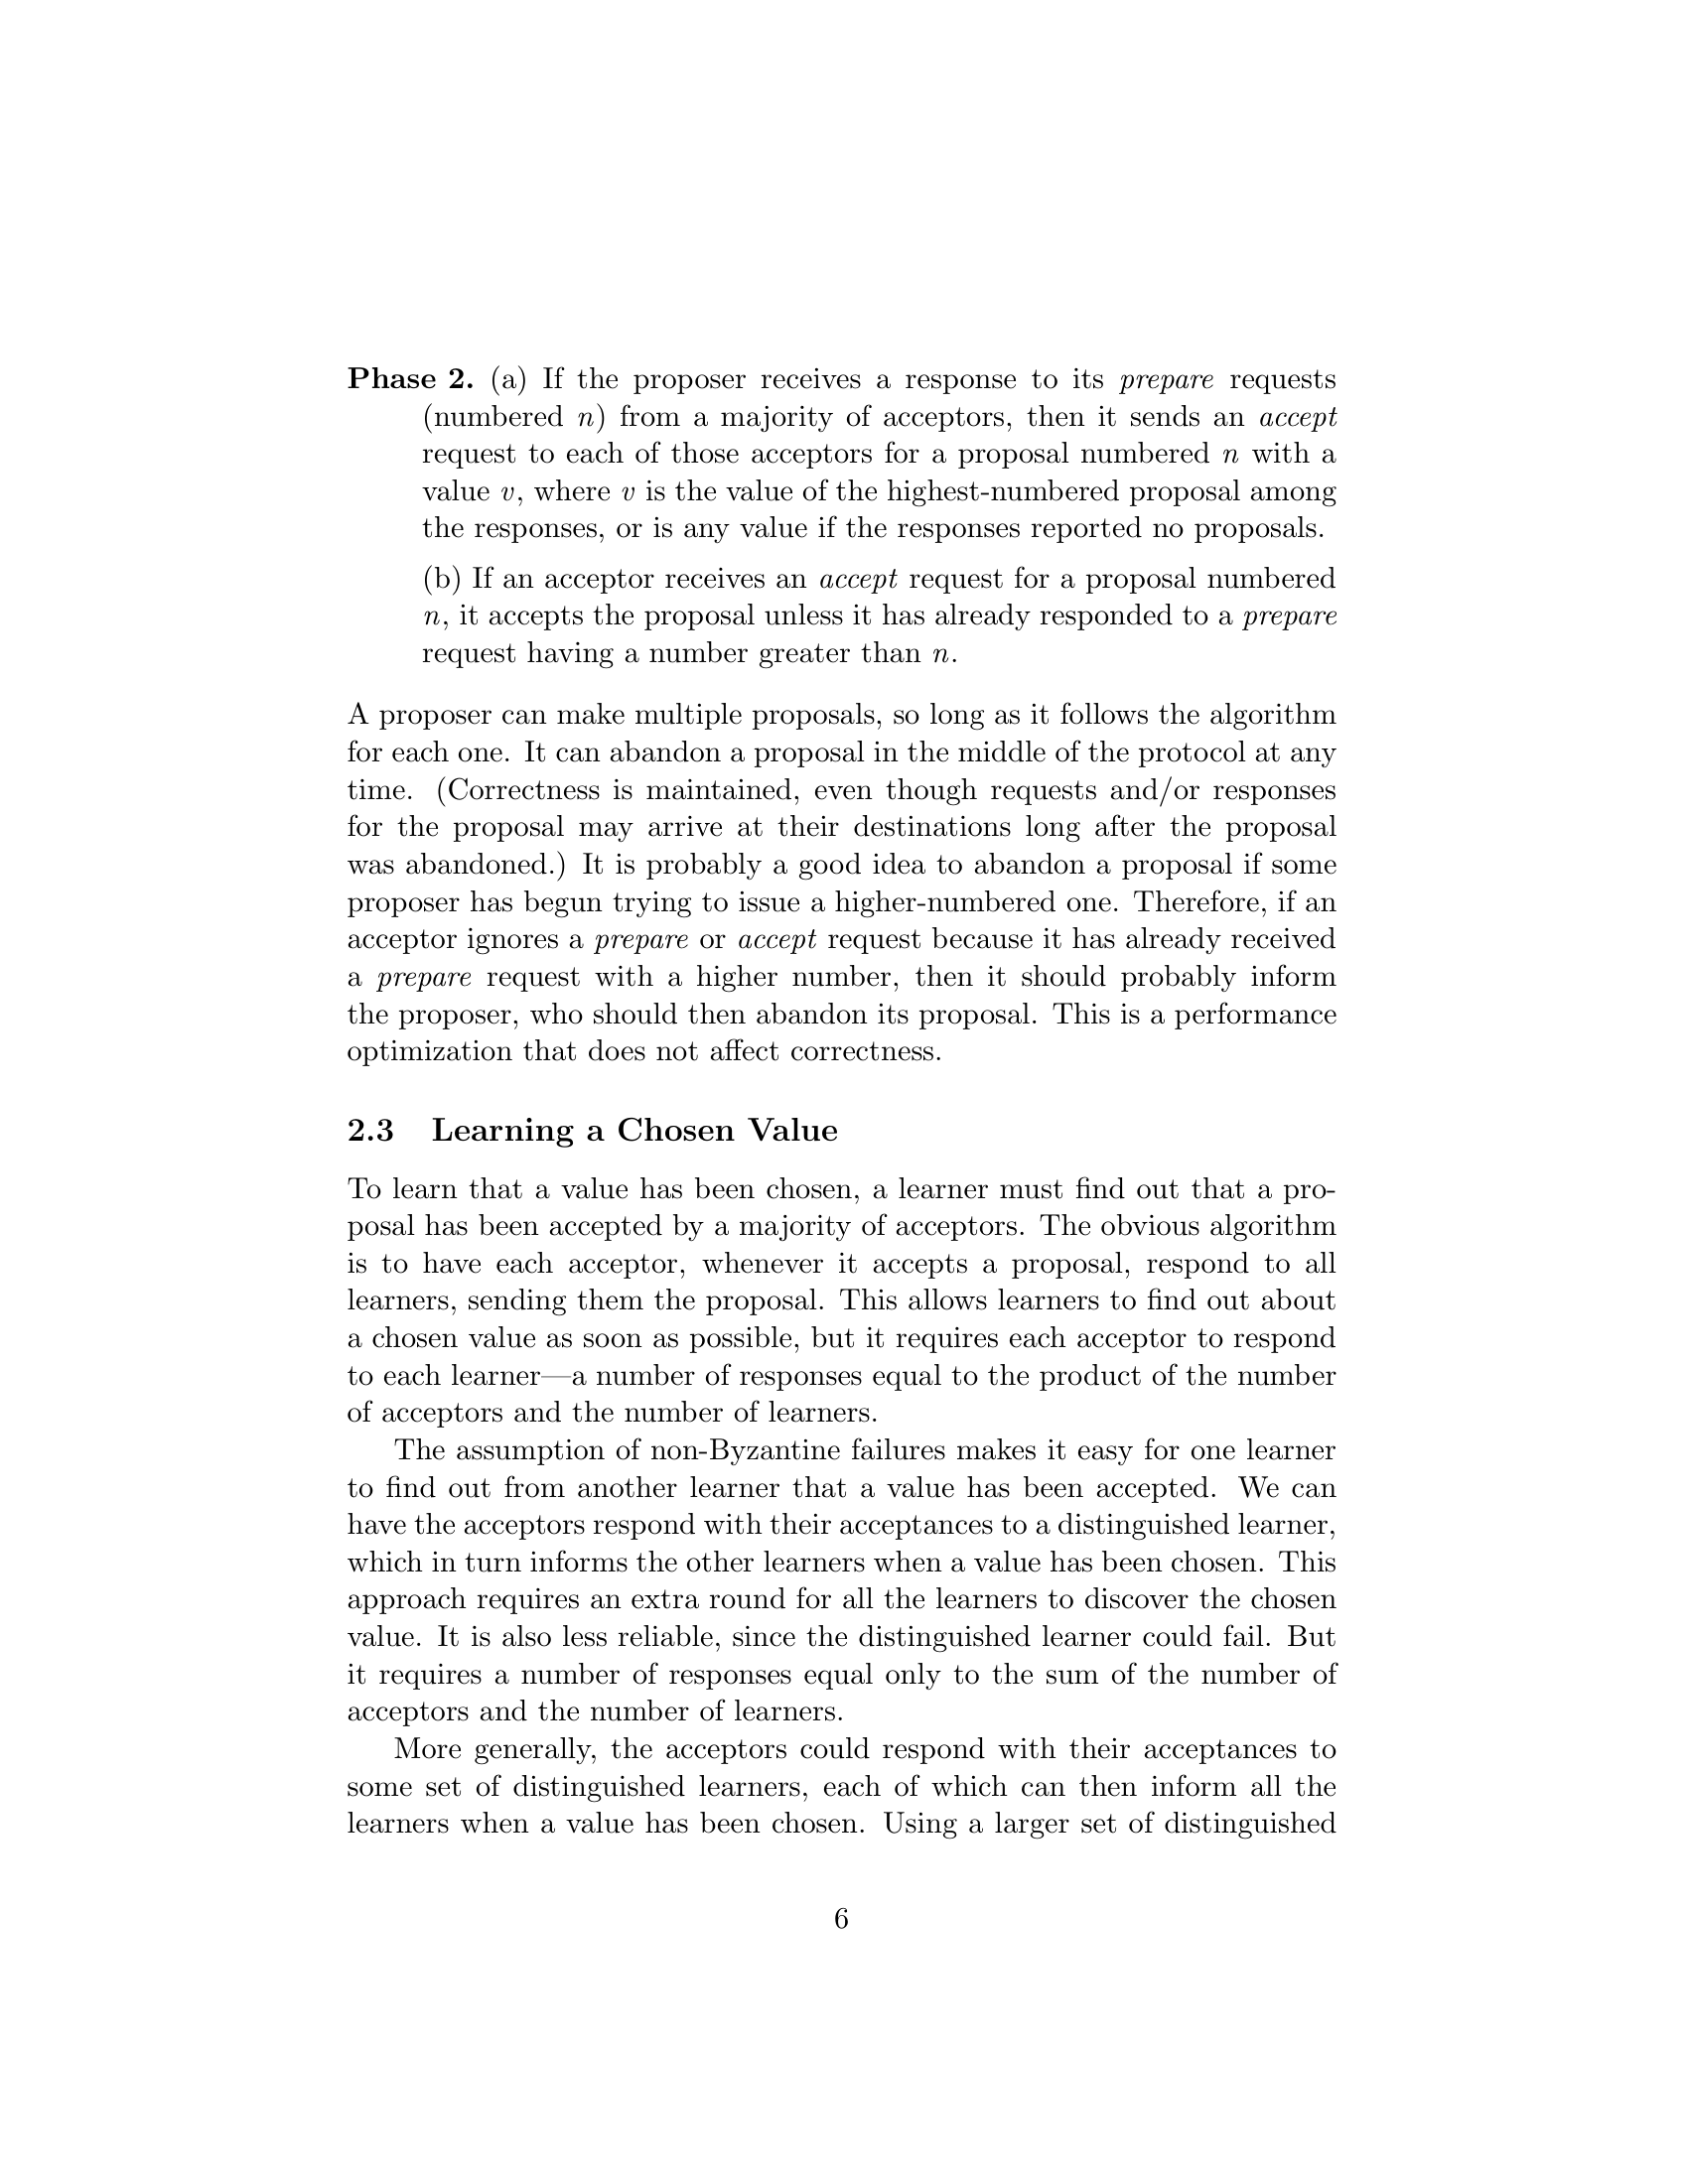 Phase 2. (a) If the proposer receives a response to its prepare requests
(numbered n) from a majority of acceptors, then it sends an accept
request to each of those acceptors for a proposal numbered n with a
value v, where v is the value of the highest-numbered proposal among
the responses, or is any value if the responses reported no proposals.
(b) If an acceptor receives an accept request for a proposal numbered
n, it accepts the proposal unless it has already responded to a prepare
request having a number greater than n.
A proposer can make multiple proposals, so long as it follows the algorithm
for each one. It can abandon a proposal in the middle of the protocol at any
time. (Correctness is maintained, even though requests and/or responses
for the proposal may arrive at their destinations long after the proposal
was abandoned.) It is probably a good idea to abandon a proposal if some
proposer has begun trying to issue a higher-numbered one. Therefore, if an
acceptor ignores a prepare or accept request because it has already received
a prepare request with a higher number, then it should probably inform
the proposer, who should then abandon its proposal. This is a performance
optimization that does not affect correctness.
2.3 Learning a Chosen Value
To learn that a value has been chosen, a learner must find out that a pro-
posal has been accepted by a majority of acceptors. The obvious algorithm
is to have each acceptor, whenever it accepts a proposal, respond to all
learners, sending them the proposal. This allows learners to find out about
a chosen value as soon as possible, but it requires each acceptor to respond
to each learner—a number of responses equal to the product of the number
of acceptors and the number of learners.
The assumption of non-Byzantine failures makes it easy for one learner
to find out from another learner that a value has been accepted. We can
have the acceptors respond with their acceptances to a distinguished learner,
which in turn informs the other learners when a value has been chosen. This
approach requires an extra round for all the learners to discover the chosen
value. It is also less reliable, since the distinguished learner could fail. But
it requires a number of responses equal only to the sum of the number of
acceptors and the number of learners.
More generally, the acceptors could respond with their acceptances to
some set of distinguished learners, each of which can then inform all the
learners when a value has been chosen. Using a larger set of distinguished
6